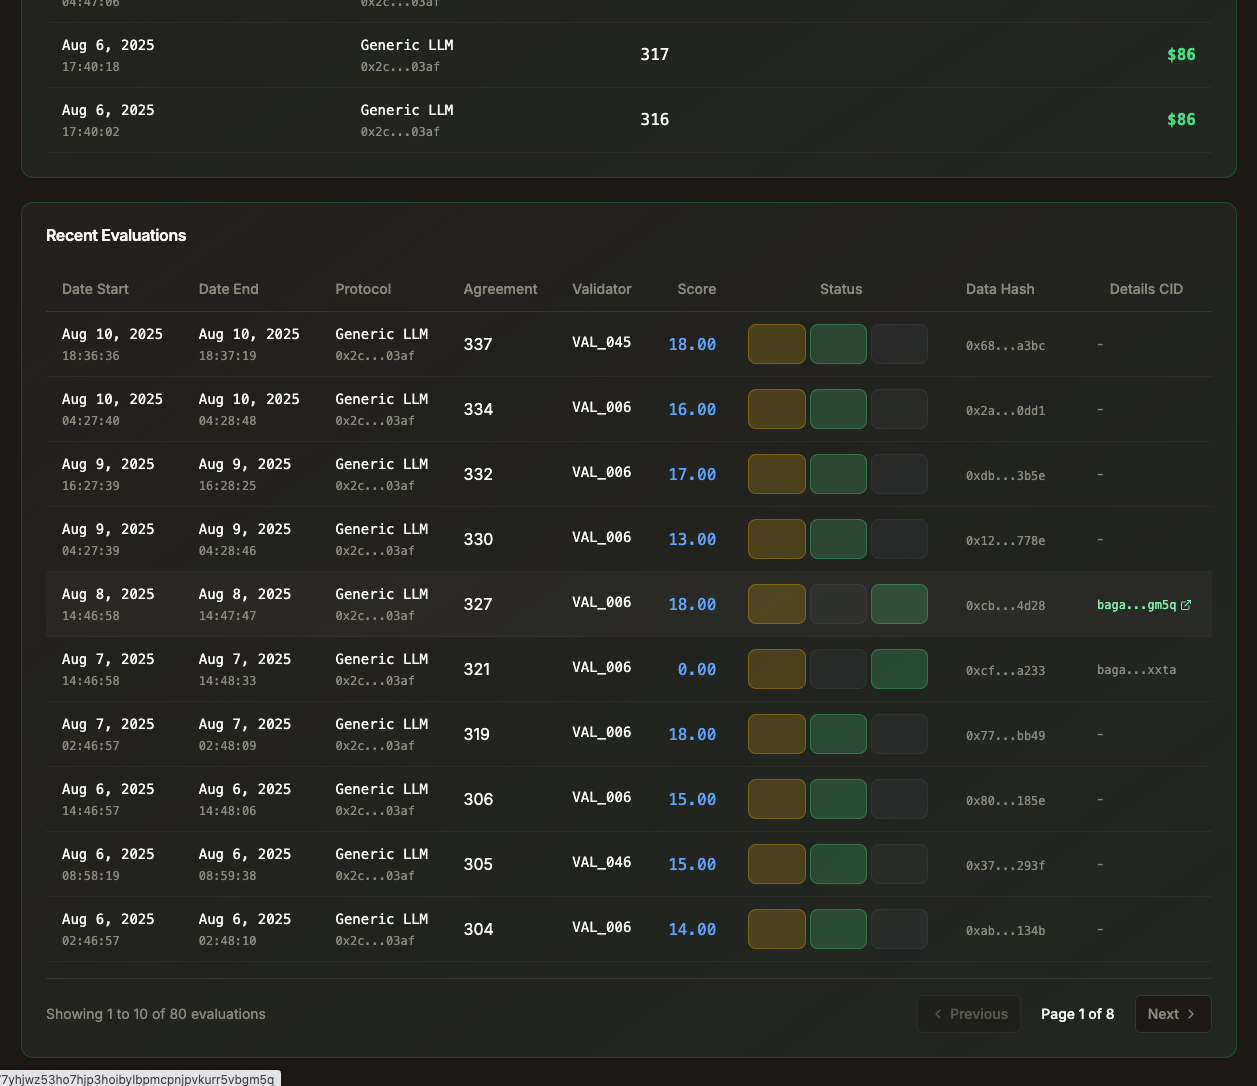 04:47:06 0x2c...03af
Aug 6, 2025 Generic LLM 317 $86
17:40:18 0x2c...03af
Aug 6, 2025 Generic LLM 316 $86
17:40:02 0x2c...03af
Recent Evaluations
Date Start Date End Protocol Agreement Validator Score Status Data Hash Details CID
Aug 10, 2025 Aug 10, 2025 Generic LLM 337 VAL_045 18.00 0x68...a3bc -
18:36:36 18:37:19 0x2c...03af
Aug 10, 2025 Aug 10, 2025 Generic LLM 334 VAL_006 16.00 0x2a...0dd1 -
04:27:40 04:28:48 0x2c...03af
Aug 9, 2025 Aug 9, 2025 Generic LLM 332 VAL_006 17.00 0xdb...3b5e -
16:27:39 16:28:25 0x2c...03af
Aug 9, 2025 Aug 9, 2025 Generic LLM 330 VAL_006 13.00 0x12...778e -
04:27:39 04:28:46 0x2c...03af
Aug 8, 2025 Aug 8, 2025 Generic LLM 327 VAL_006 18.00 0xcb...4d28 baga...gm5q
14:46:58 14:47:47 0x2c...03af
Aug 7, 2025 Aug 7, 2025 Generic LLM 321 VAL_006 0.00 0xcf...a233 baga...xxta
14:46:58 14:48:33 0x2c...03af
Aug 7, 2025 Aug 7, 2025 Generic LLM 319 VAL_006 18.00 0x77...bb49 -
02:46:57 02:48:09 0x2c...03af
Aug 6, 2025 Aug 6, 2025 Generic LLM 306 VAL_006 15.00 0x80...185e -
14:46:57 14:48:06 0x2c...03af
Aug 6, 2025 Aug 6, 2025 Generic LLM 305 VAL_046 15.00 0x37...293f -
08:58:19 08:59:38 0x2c...03af
Aug 6, 2025 Aug 6, 2025 Generic LLM 304 VAL_006 14.00 0xab...134b -
02:46:57 02:48:10 0x2c...03af
Showing 1 to 10 of 80 evaluations Previous Page 1 of 8 Next
7yhjwz53ho7hjp3hoibylbpmcpnjpvkurr5vbgm5q